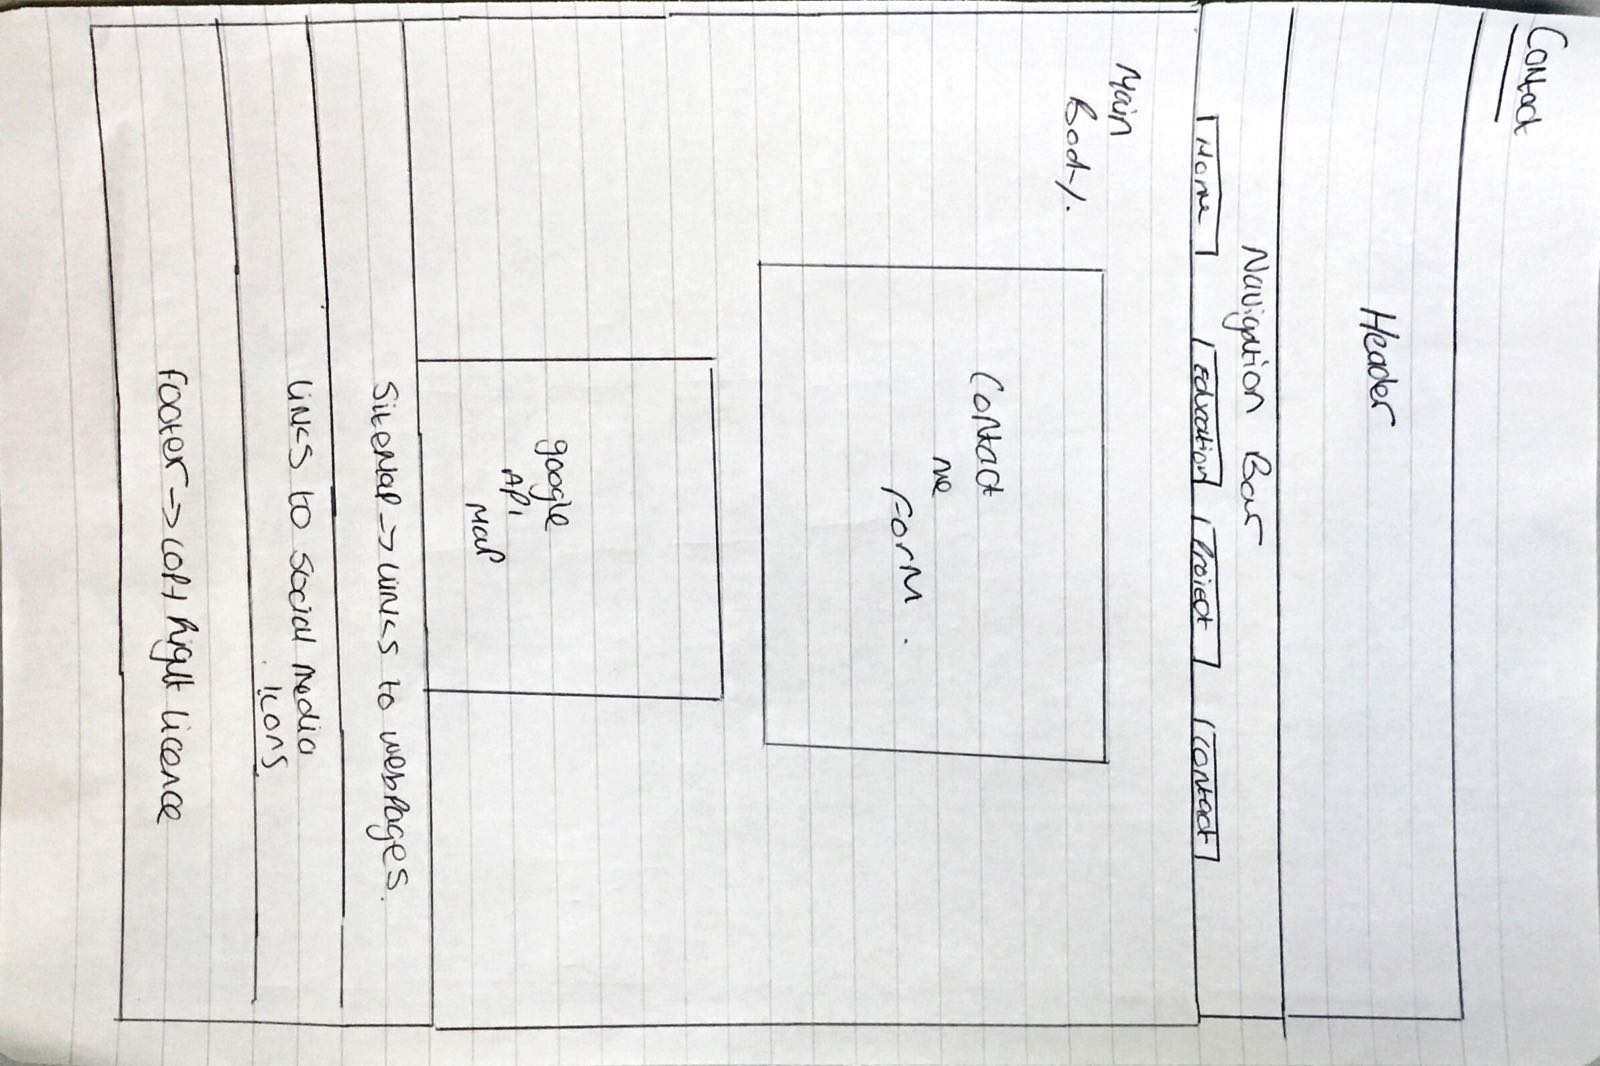 Contact
Header
Navigation Bar
Home
Education
Project
Contact
Main
Body.
Contact
me
Form.
google
API
Map
Sitemap -> Links to webpages.
Links to Social Media
Icons
Footer -> Copy Right Licence